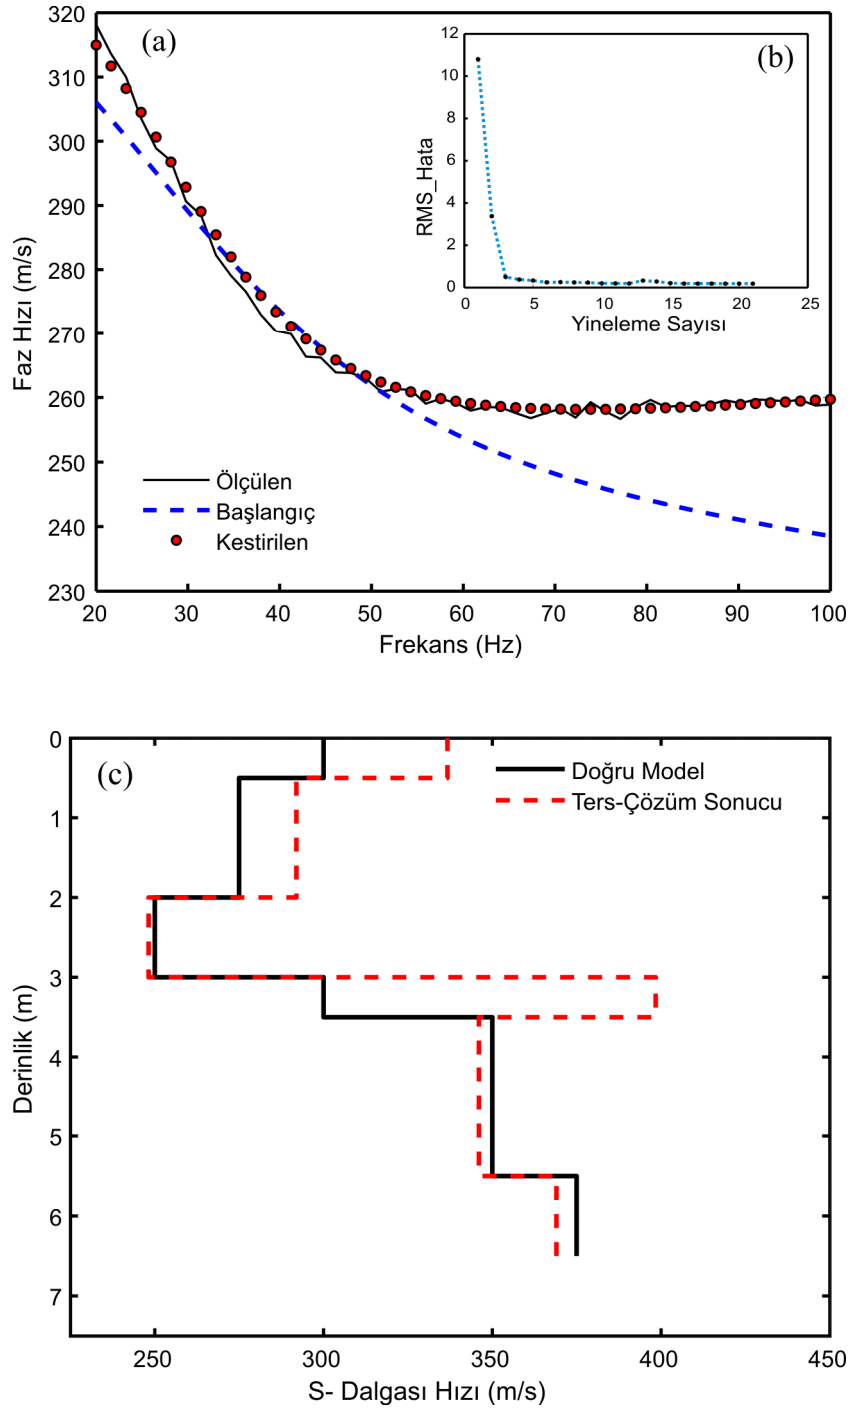 (a)
320
310
300
290
280
270
260
250
240
230
Faz Hızı (m/s)
20 30 40 50 60 70 80 90 100
Frekans (Hz)
Ölçülen
Başlangıç
Kestirilen
(b)
12
10
8
6
4
2
0
RMS_Hata
0 5 10 15 20 25
Yineleme Sayısı
(c)
0
1
2
3
4
5
6
7
Derinlik (m)
Doğru Model
Ters-Çözüm Sonucu
250 300 350 400 450
S- Dalgası Hızı (m/s)